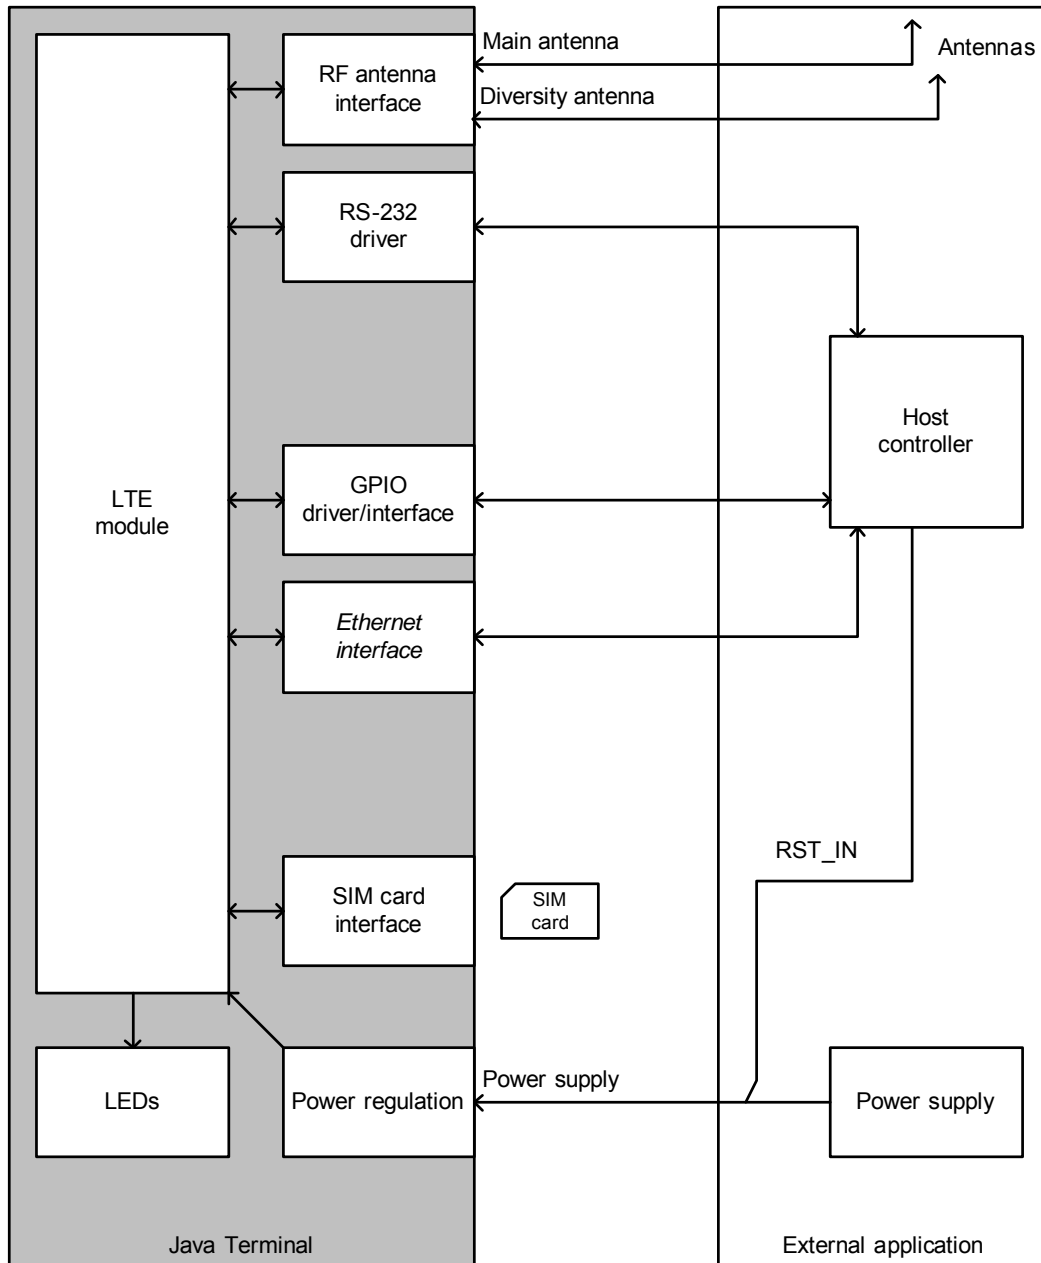 Main antenna
Antennas
RF antenna
interface
Diversity antenna
RS-232
driver
Host
controller
LTE
module
GPIO
driver/interface
Ethernet
interface
RST_IN
SIM card
interface
SIM
card
LEDs
Power regulation
Power supply
Power supply
Java Terminal
External application